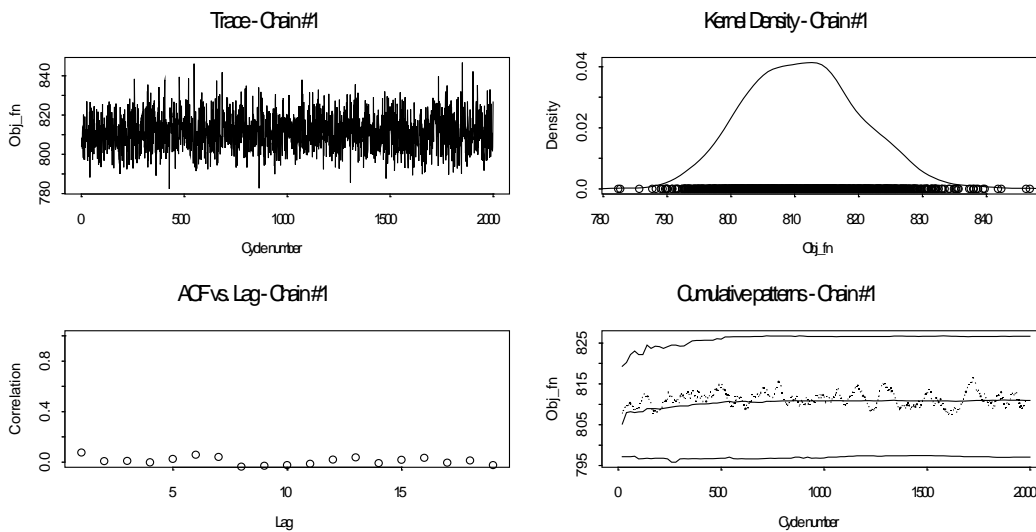 Trace - Chain #1
Obj_fn
840
820
800
780
0 500 1000 1500 2000
Cycle number
Kernel Density - Chain #1
Density
0.04
0.02
0.0
780 790 800 810 820 830 840
Obj_fn
ACF vs. Lag - Chain #1
Correlation
0.8
0.4
0.0
5 10 15
Lag
Cumulative patterns - Chain #1
Obj_fn
825
815
805
795
0 500 1000 1500 2000
Cycle number